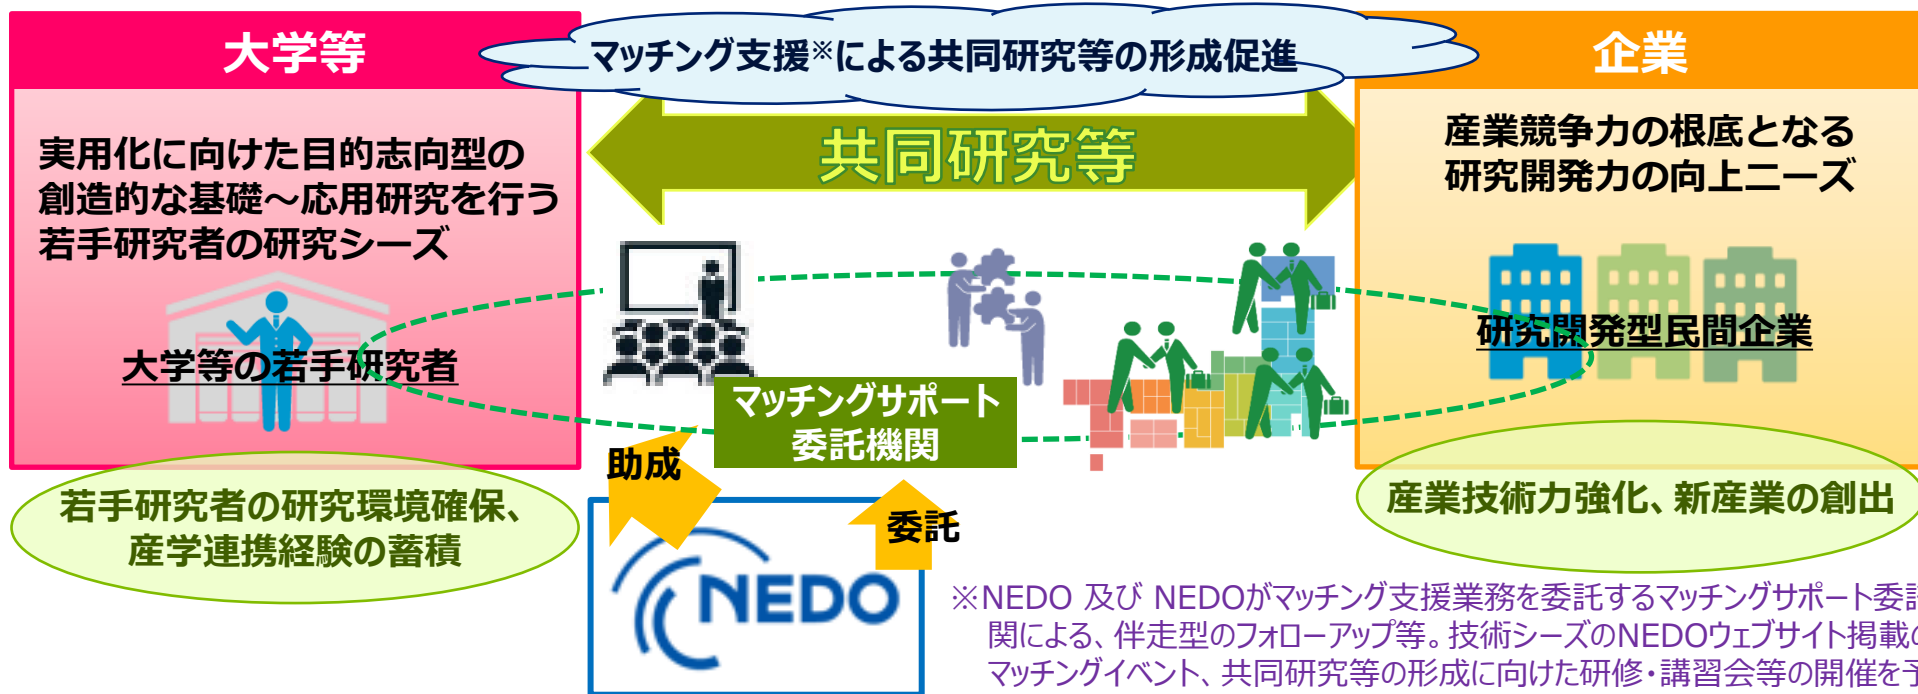 大学等
マッチング支援※による共同研究等の形成促進
企業
実用化に向けた目的志向型の
創造的な基礎～応用研究を行う
若手研究者の研究シーズ
共同研究等
産業競争力の根底となる
研究開発力の向上ニーズ
大学等の若手研究者
研究開発型民間企業
マッチングサポート
委託機関
助成
委託
若手研究者の研究環境確保、
産学連携経験の蓄積
産業技術力強化、新産業の創出
NEDO
※NEDO 及び NEDOがマッチング支援業務を委託するマッチングサポート委託
関による、伴走型のフォローアップ等。技術シーズのNEDOウェブサイト掲載の
マッチングイベント、共同研究等の形成に向けた研修・講習会等の開催を予